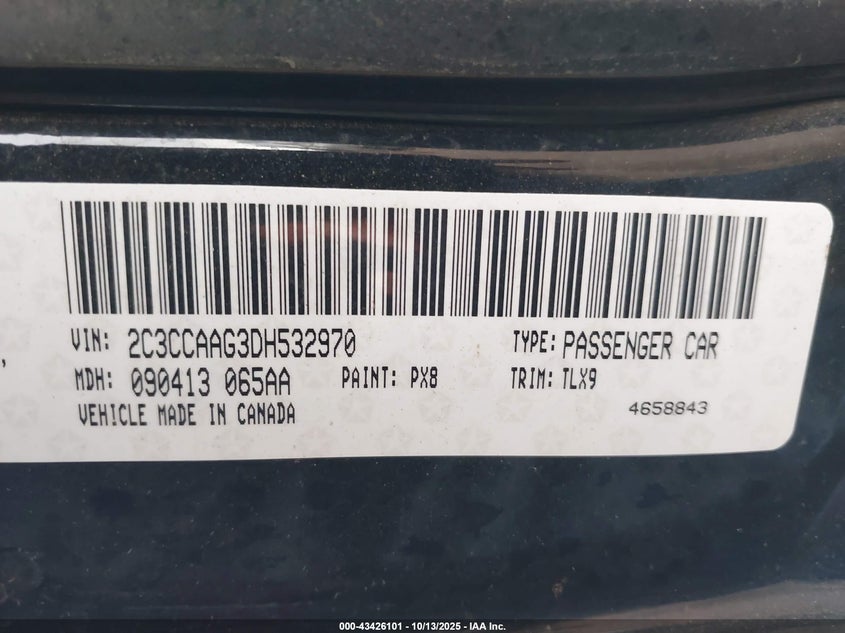 VIN: 2C3CCAAG3DH532970 TYPE: PASSENGER CAR
MDH: 090413 065AA PAINT: PX8 TRIM: TLX9
VEHICLE MADE IN CANADA 4658843
000-43426101 - 10/13/2025 - IAA Inc.